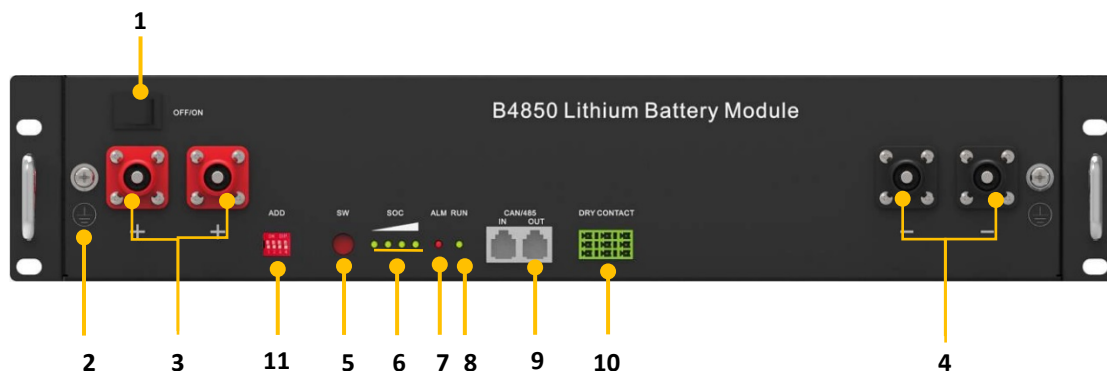 1
B4850 Lithium Battery Module
OFF/ON
+ +
- -
ADD
SW
SOC
ALM RUN
CAN/485
IN OUT
DRY CONTACT
2 3 11 5 6 7 8 9 10 4